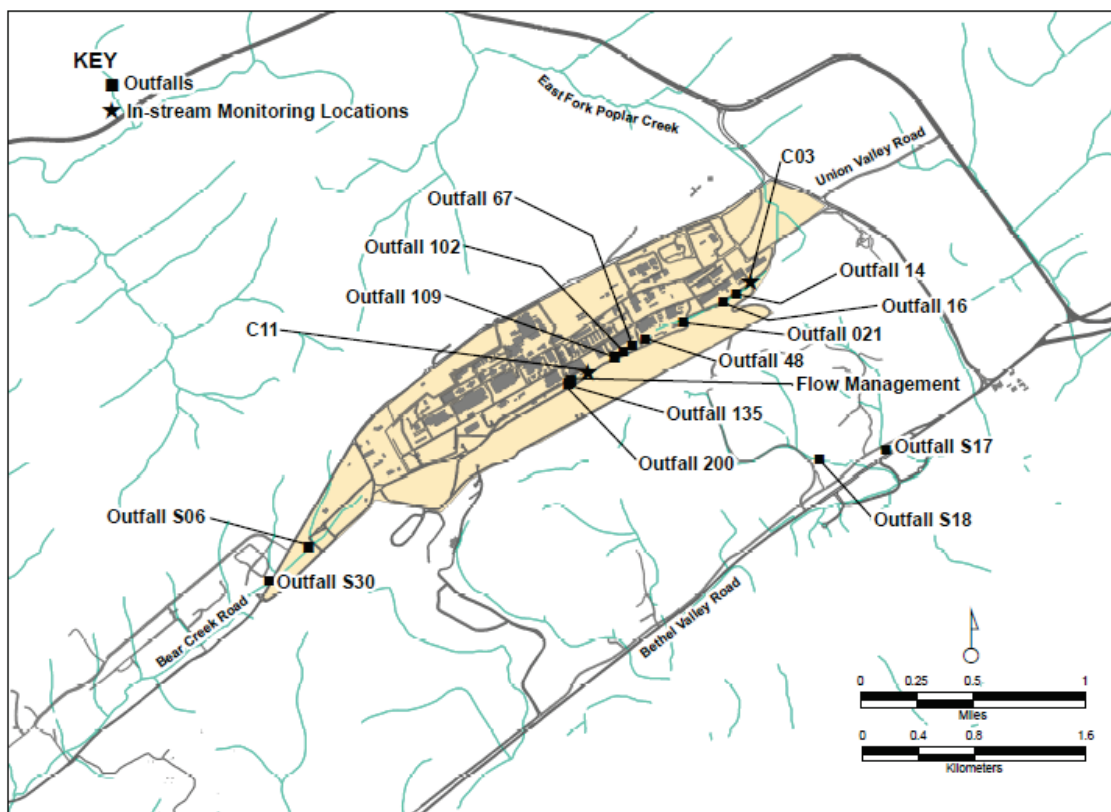 KEY
Outfalls
In-stream Monitoring Locations
East Fork Poplar Creek
Union Valley Road
C03
Outfall 67
Outfall 102
Outfall 109
C11
Outfall 14
Outfall 16
Outfall 021
Outfall 48
Flow Management
Outfall 135
Outfall 200
Outfall S17
Outfall S18
Outfall S06
Outfall S30
Bear Creek Road
Bethel Valley Road
0 0.25 0.5 1
Miles
0 0.4 0.8 1.6
Kilometers